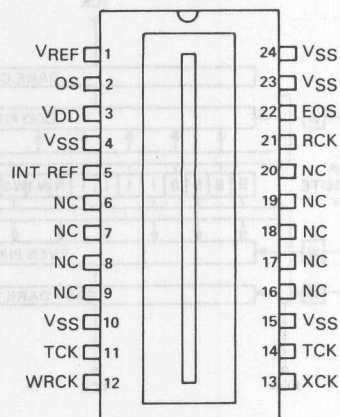 VREF 1 24 VSS
OS 2 23 VSS
VDD 3 22 EOS
VSS 4 21 RCK
INT REF 5 20 NC
NC 6 19 NC
NC 7 18 NC
NC 8 17 NC
NC 9 16 NC
VSS 10 15 VSS
TCK 11 14 TCK
WRCK 12 13 XCK